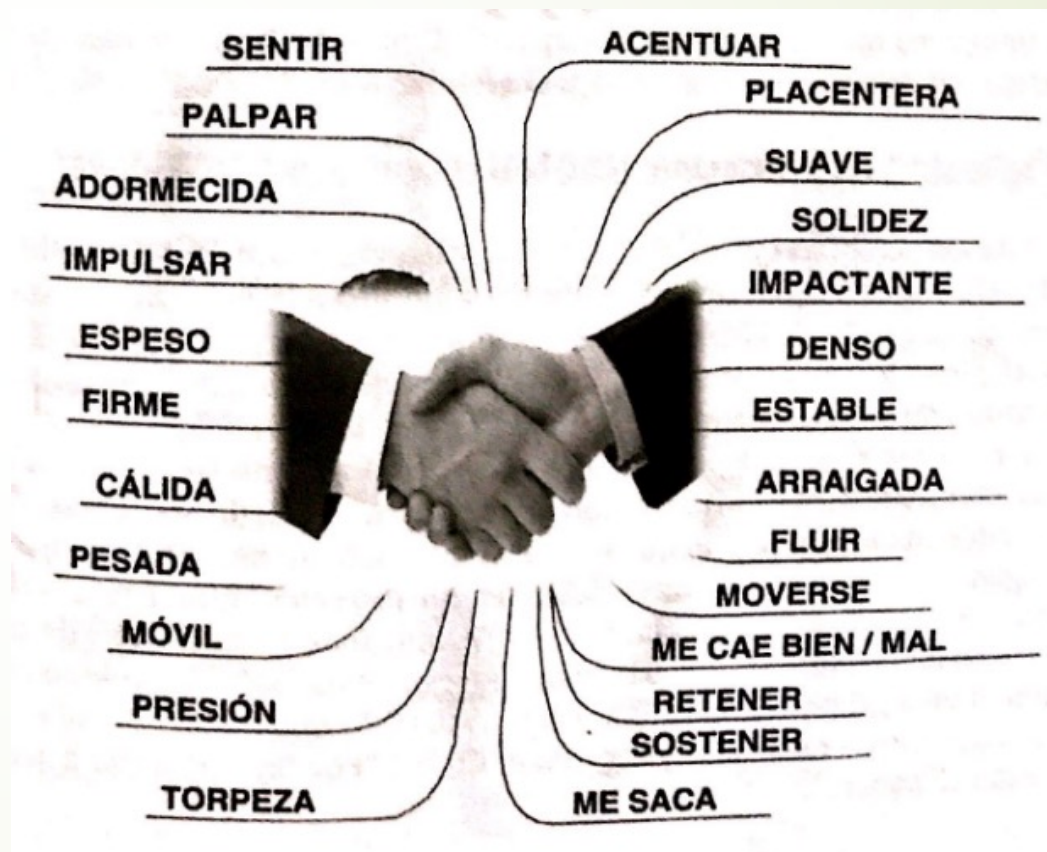 SENTIR
PALPAR
ADORMECIDA
IMPULSAR
ESPESO
FIRME
CÁLIDA
PESADA
MÓVIL
PRESIÓN
TORPEZA
ACENTUAR
PLACENTERA
SUAVE
SOLIDEZ
IMPACTANTE
DENSO
ESTABLE
ARRAIGADA
FLUIR
MOVERSE
ME CAE BIEN / MAL
RETENER
SOSTENER
ME SACA